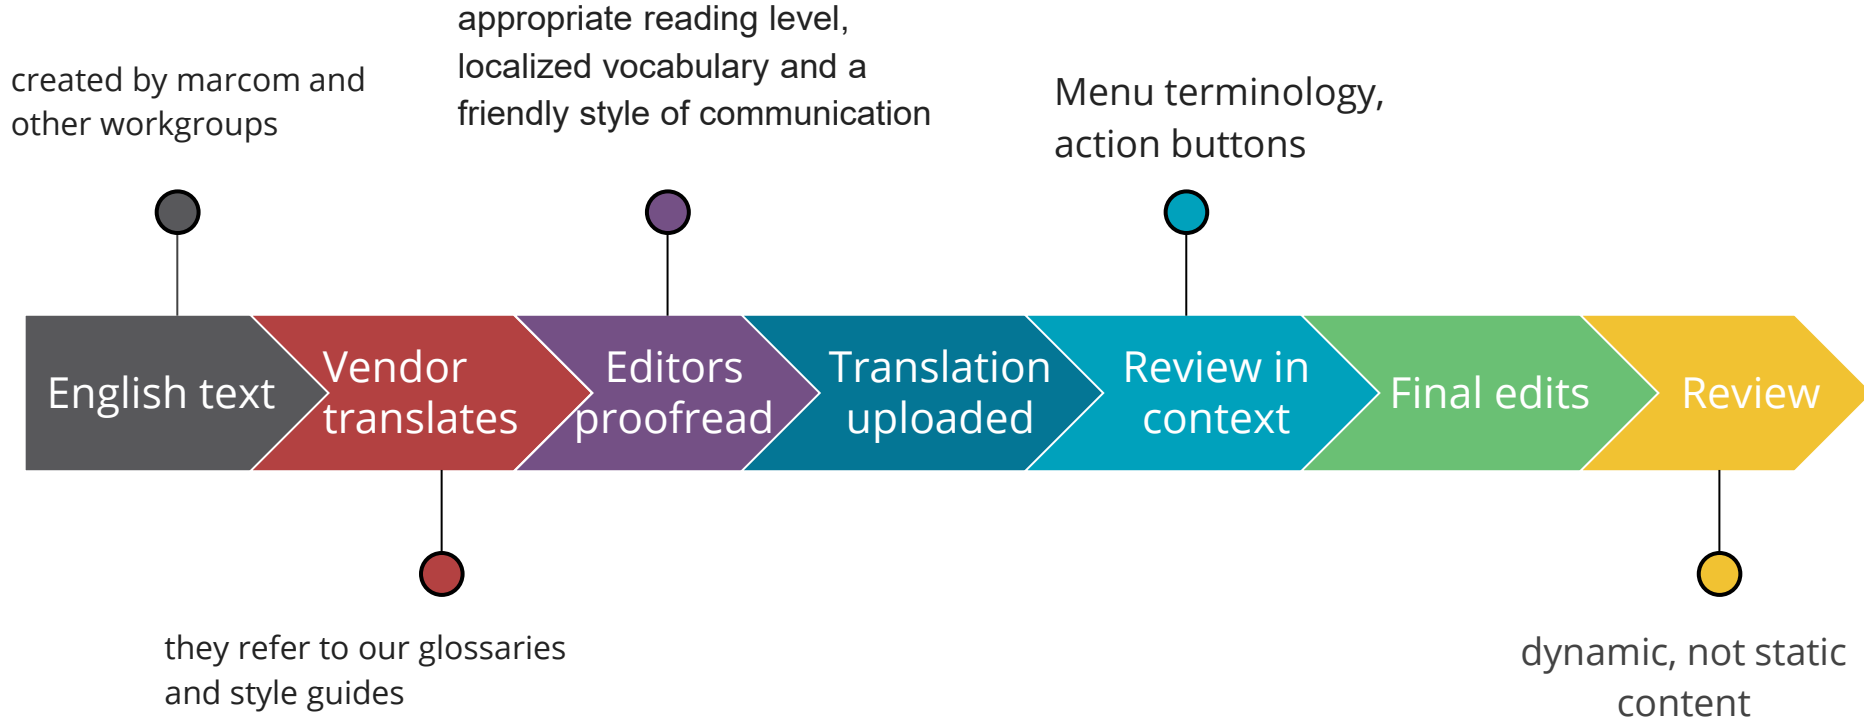 created by marcom and
other workgroups
appropriate reading level,
localized vocabulary and a
friendly style of communication
Menu terminology,
action buttons
English text
Vendor
translates
Editors
proofread
Translation
uploaded
Review in
context
Final edits
Review
they refer to our glossaries
and style guides
dynamic, not static
content